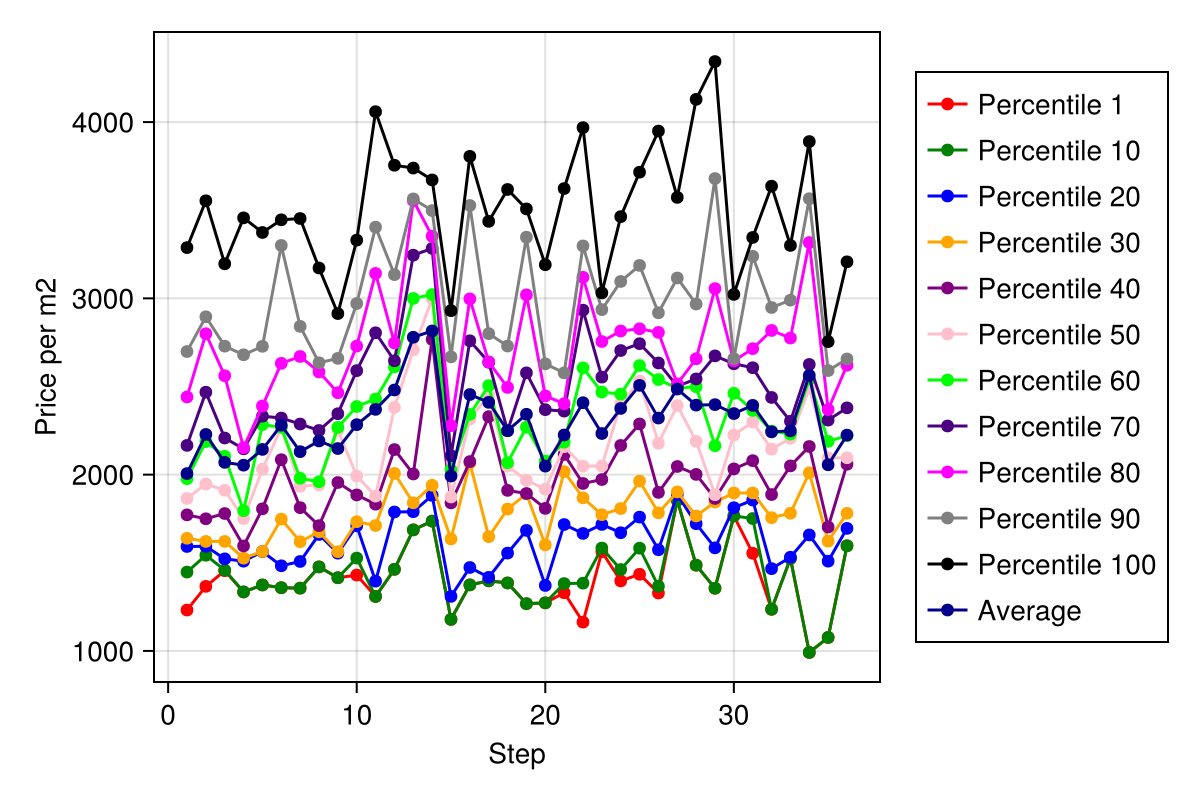 4000
3000
2000
1000
Price per m2
0 10 20 30
Step
Percentile 1
Percentile 10
Percentile 20
Percentile 30
Percentile 40
Percentile 50
Percentile 60
Percentile 70
Percentile 80
Percentile 90
Percentile 100
Average